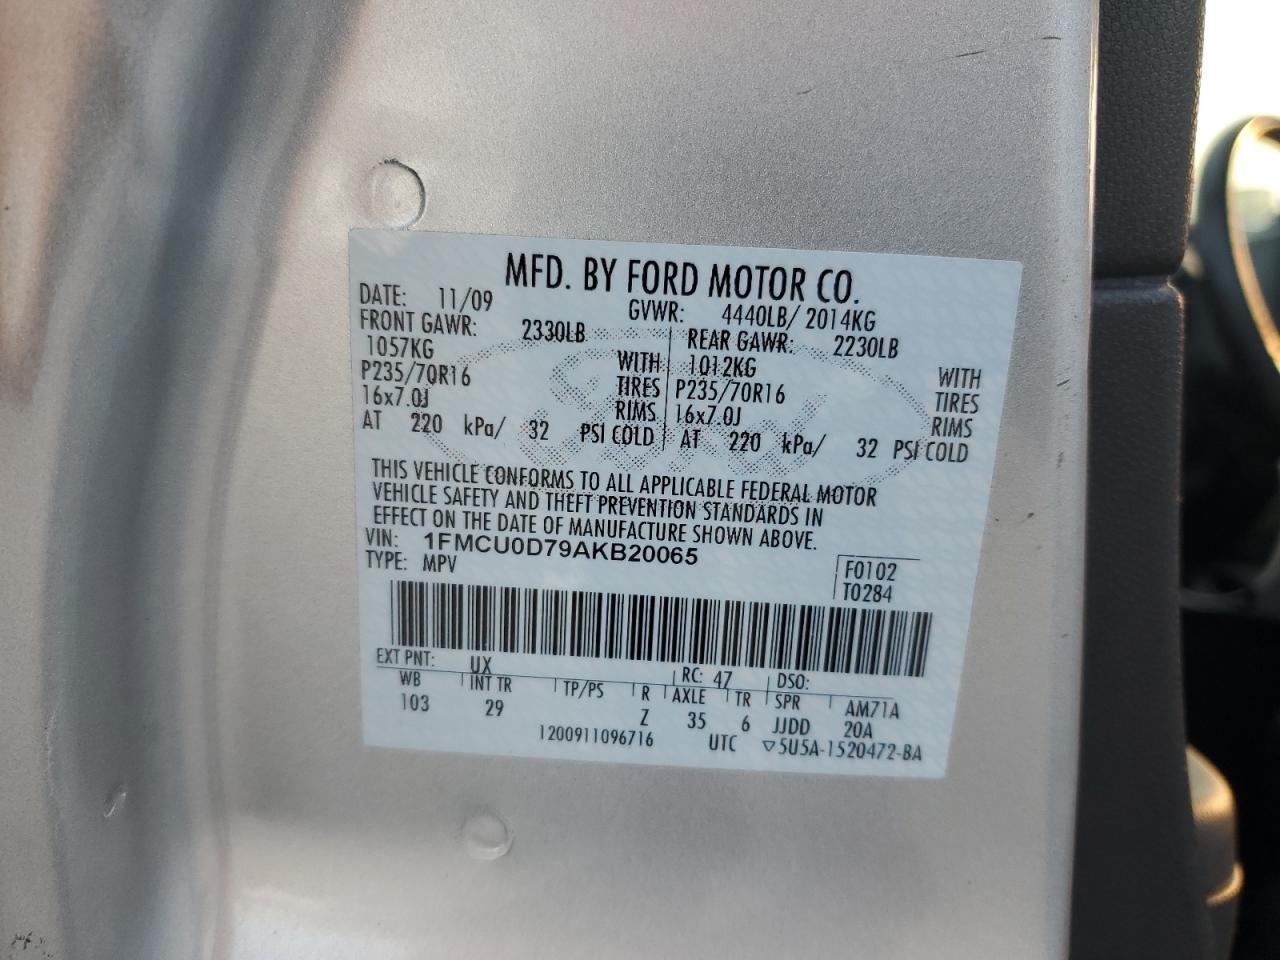 MFD. BY FORD MOTOR CO.
DATE: 11/09 GVWR: 4440LB/ 2014KG
FRONT GAWR: 2330LB REAR GAWR: 2230LB
1057KG WITH 1012KG WITH
P235/70R16 TIRES P235/70R16 TIRES
16x7.0J RIMS 16x7.0J RIMS
AT 220 kPa/ 32 PSI COLD AT 220 kPa/ 32 PSI COLD
THIS VEHICLE CONFORMS TO ALL APPLICABLE FEDERAL MOTOR
VEHICLE SAFETY AND THEFT PREVENTION STANDARDS IN
EFFECT ON THE DATE OF MANUFACTURE SHOWN ABOVE.
VIN: 1FMCU0D79AKB20065
TYPE: MPV F0102
T0284
EXT PNT: UX RC: 47 DSO:
WB INT TR TP/PS R AXLE TR SPR AM71A
103 29 Z 35 6 JJDD 20A
1200911096716 UTC ▽5U5A-1520472-BA